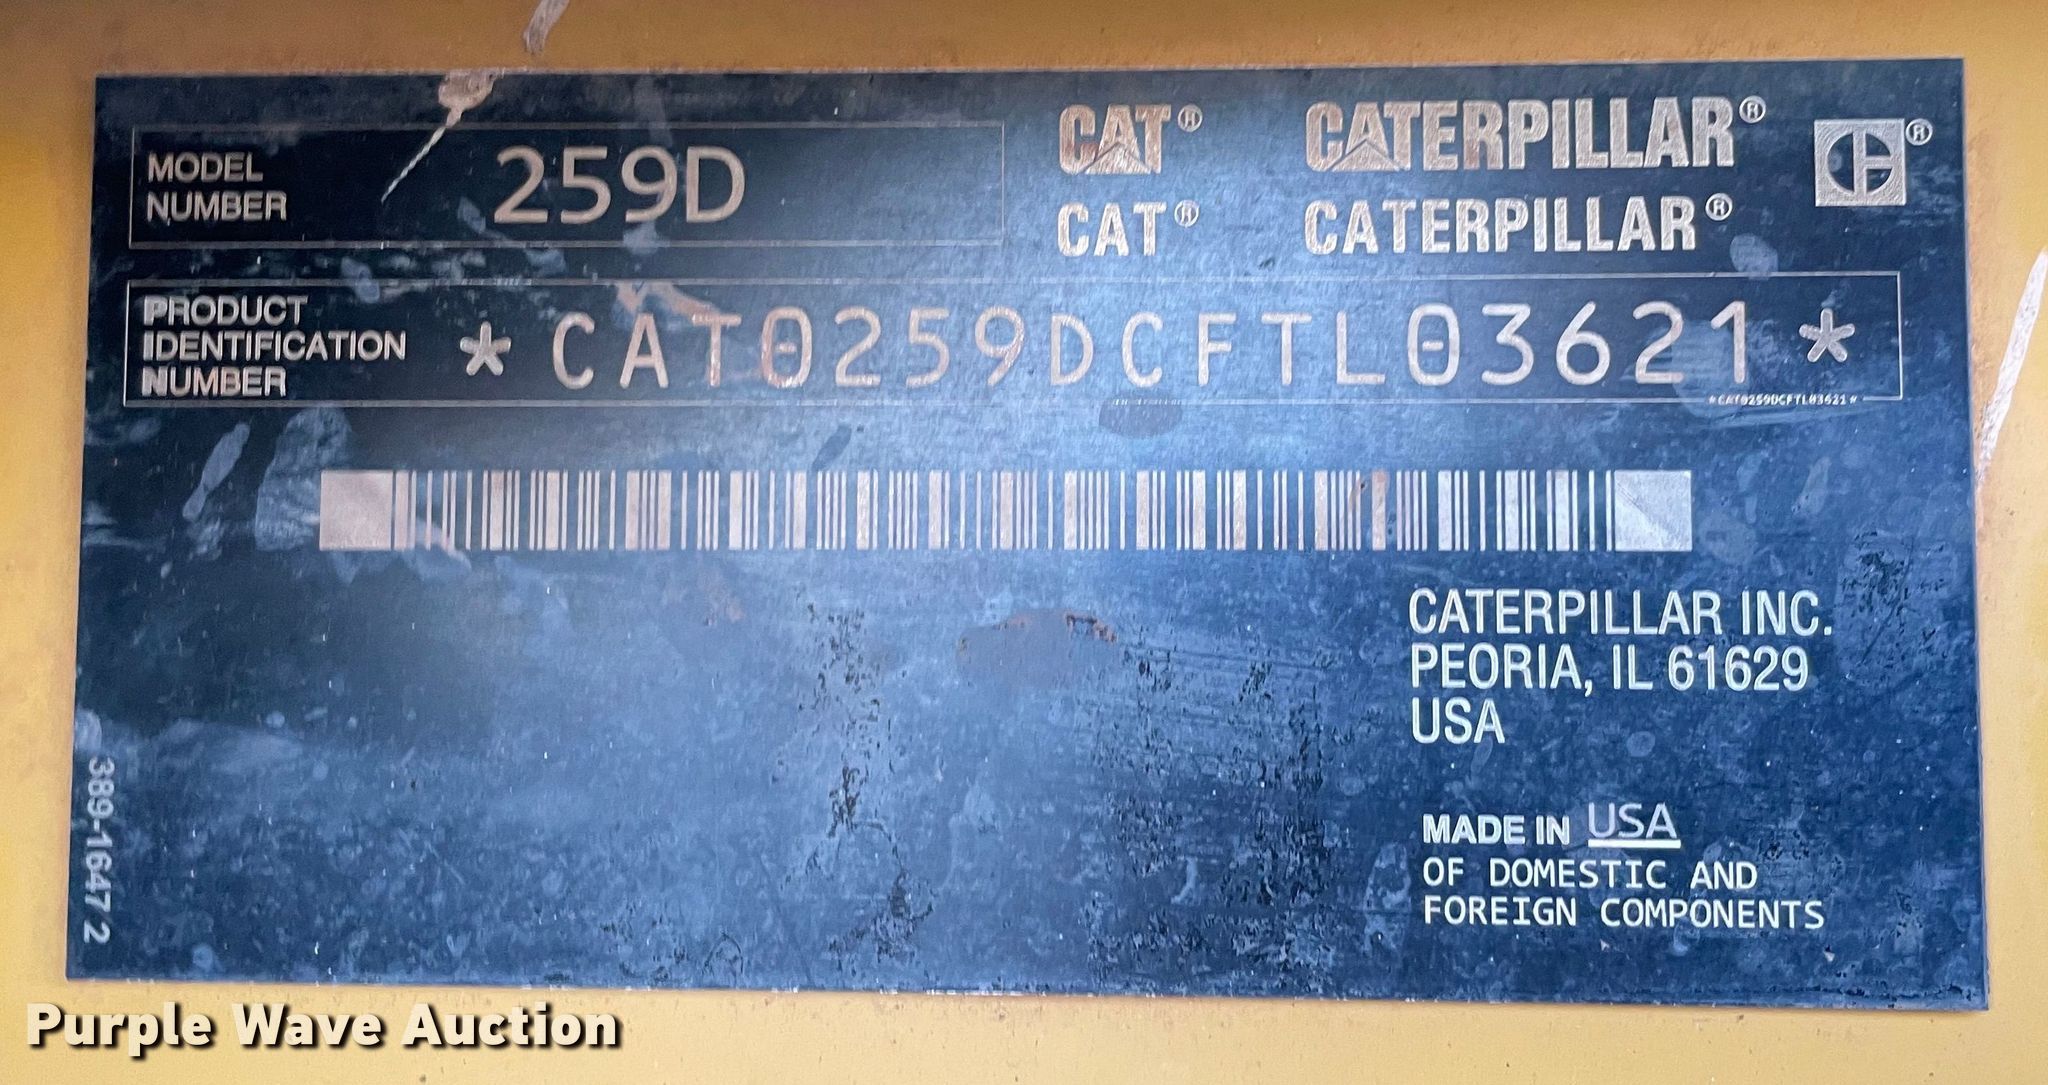 MODEL NUMBER
259D
CAT® CATERPILLAR® ®
CAT® CATERPILLAR®
PRODUCT IDENTIFICATION NUMBER
*CAT0259DCFTL03621*
*CAT0259DCFTL03621*
CATERPILLAR INC.
PEORIA, IL 61629
USA
MADE IN USA
OF DOMESTIC AND
FOREIGN COMPONENTS
389-1647 2
Purple Wave Auction